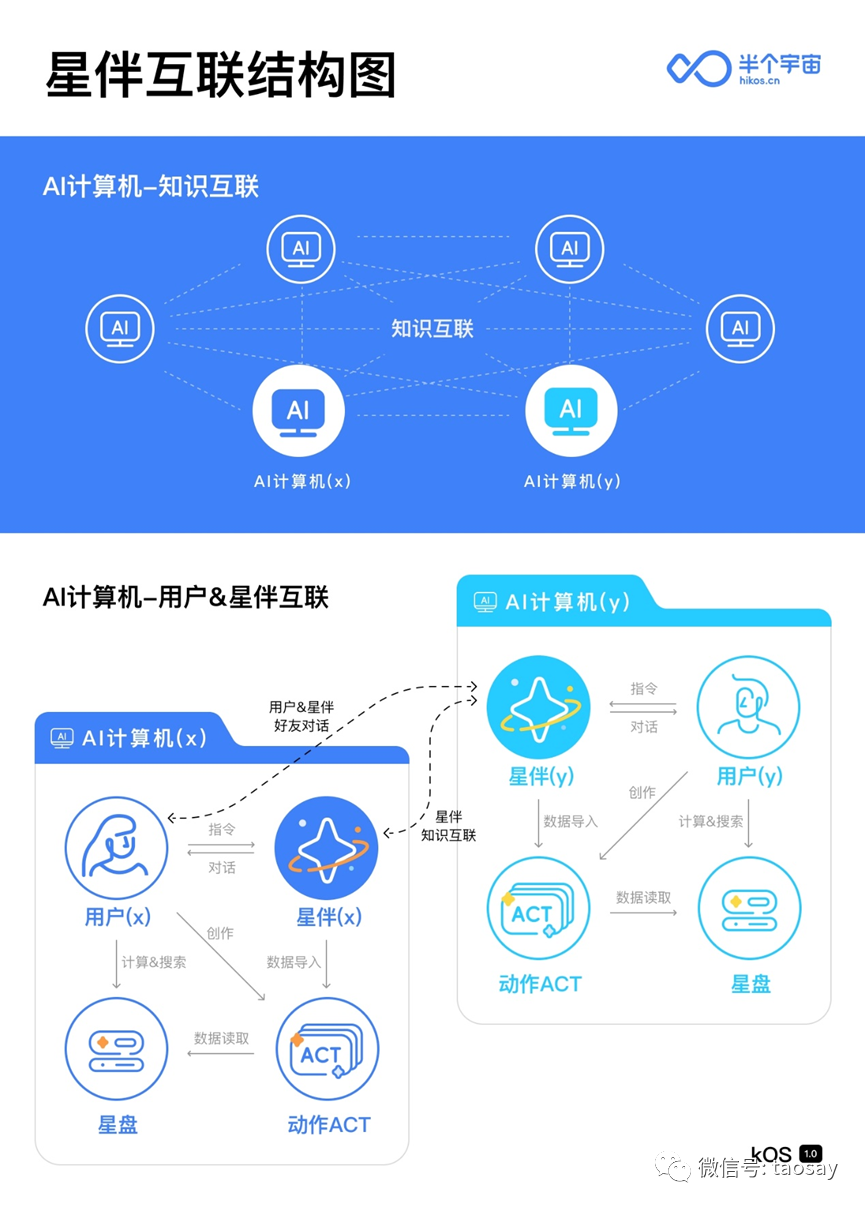 星伴互联结构图
半个宇宙
hikos.cn
AI计算机–知识互联
AI
AI
AI
AI
知识互联
AI
AI
AI计算机(x)
AI计算机(y)
AI计算机–用户&星伴互联
AI
AI计算机(y)
指令
对话
星伴(y)
用户(y)
创作
数据导入
计算&搜索
ACT
数据读取
动作ACT
星盘
用户&星伴
好友对话
星伴
知识互联
AI
AI计算机(x)
指令
对话
用户(x)
星伴(x)
创作
计算&搜索
数据导入
数据读取
ACT
星盘
动作ACT
kOS 1.0
微信号: taosay